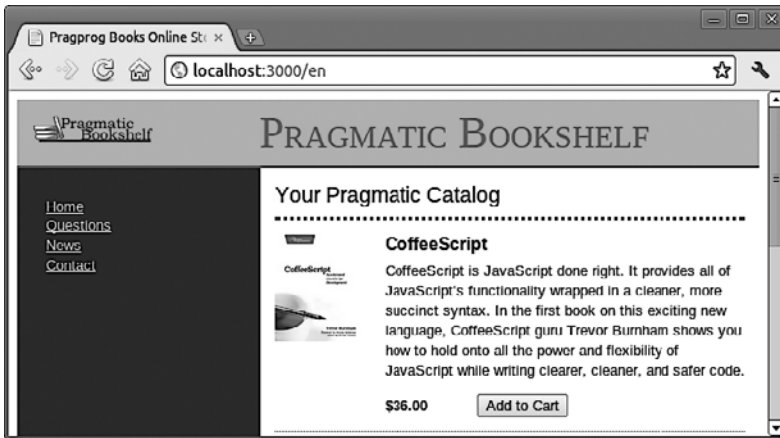 Pragprog Books Online St
localhost:3000/en
Pragmatic
Bookshelf
PRAGMATIC BOOKSHELF
Home
Questions
News
Contact
Your Pragmatic Catalog
CoffeeScript
CoffeeScript
CoffeeScript is JavaScript done right. It provides all of
JavaScript's functionality wrapped in a cleaner, more
succinct syntax. In the first book on this exciting new
language, CoffeeScript guru Trevor Burnham shows you
how to hold onto all the power and flexibility of
JavaScript while writing clearer, cleaner, and safer code.
Trevor Burnham
$36.00
Add to Cart